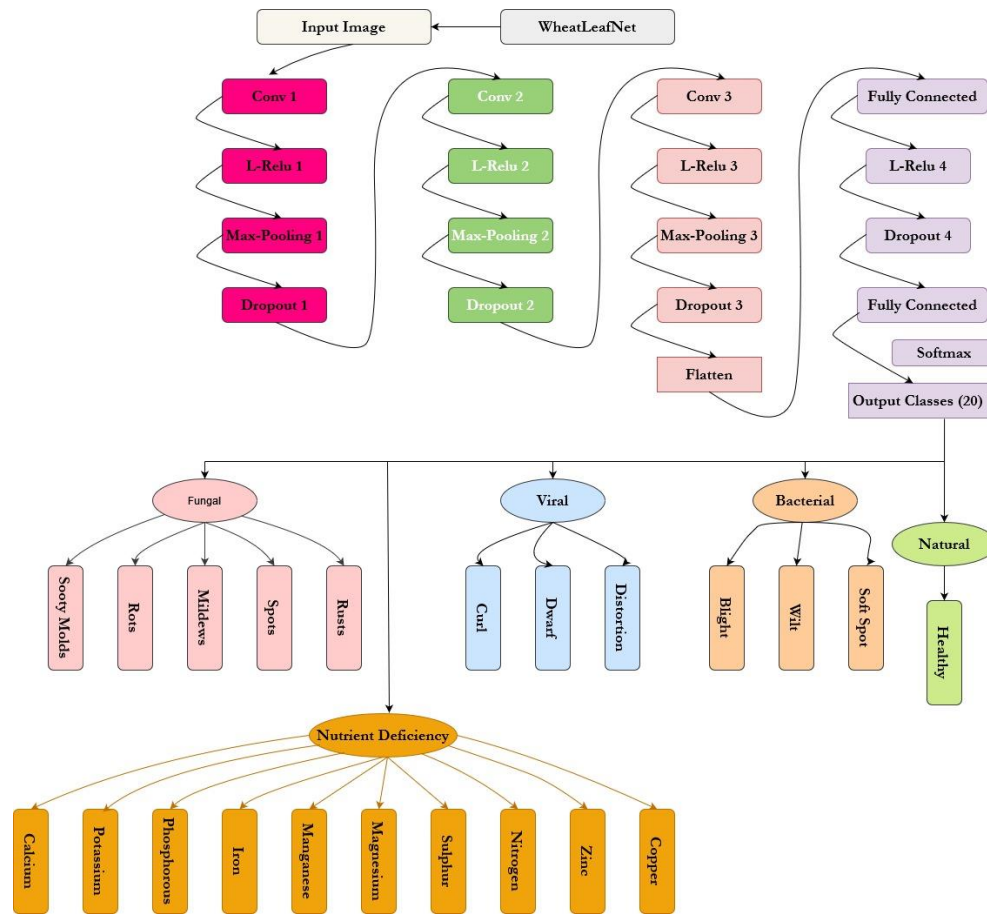 Input Image
WheatLeafNet
Conv 1
L-Relu 1
Max-Pooling 1
Dropout 1
Conv 2
L-Relu 2
Max-Pooling 2
Dropout 2
Conv 3
L-Relu 3
Max-Pooling 3
Dropout 3
Flatten
Fully Connected
L-Relu 4
Dropout 4
Fully Connected
Softmax
Output Classes (20)
Fungal
Viral
Bacterial
Natural
Sooty Molds
Rots
Mildews
Spots
Rusts
Curl
Dwarf
Distortion
Blight
Wilt
Soft Spot
Healthy
Nutrient Deficiency
Calcium
Potassium
Phosphorous
Iron
Manganese
Magnesium
Sulphur
Nitrogen
Zinc
Copper